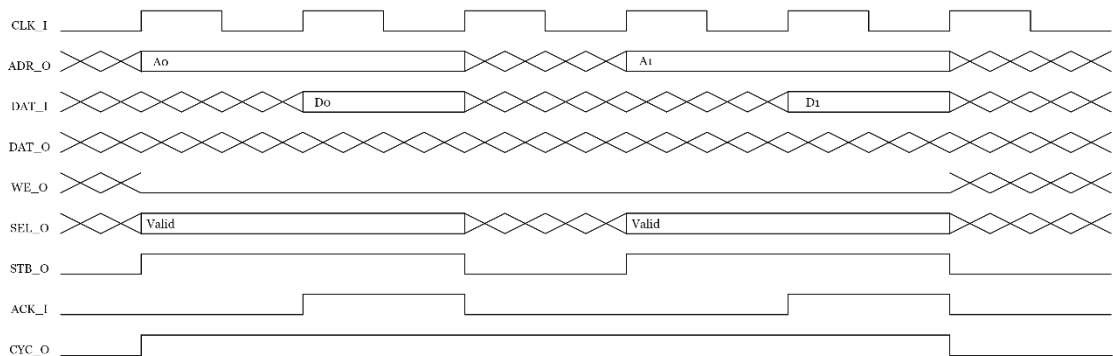 CLK_I
ADR_O A0 A1
DAT_I D0 D1
DAT_O
WE_O
SEL_O Valid Valid
STB_O
ACK_I
CYC_O